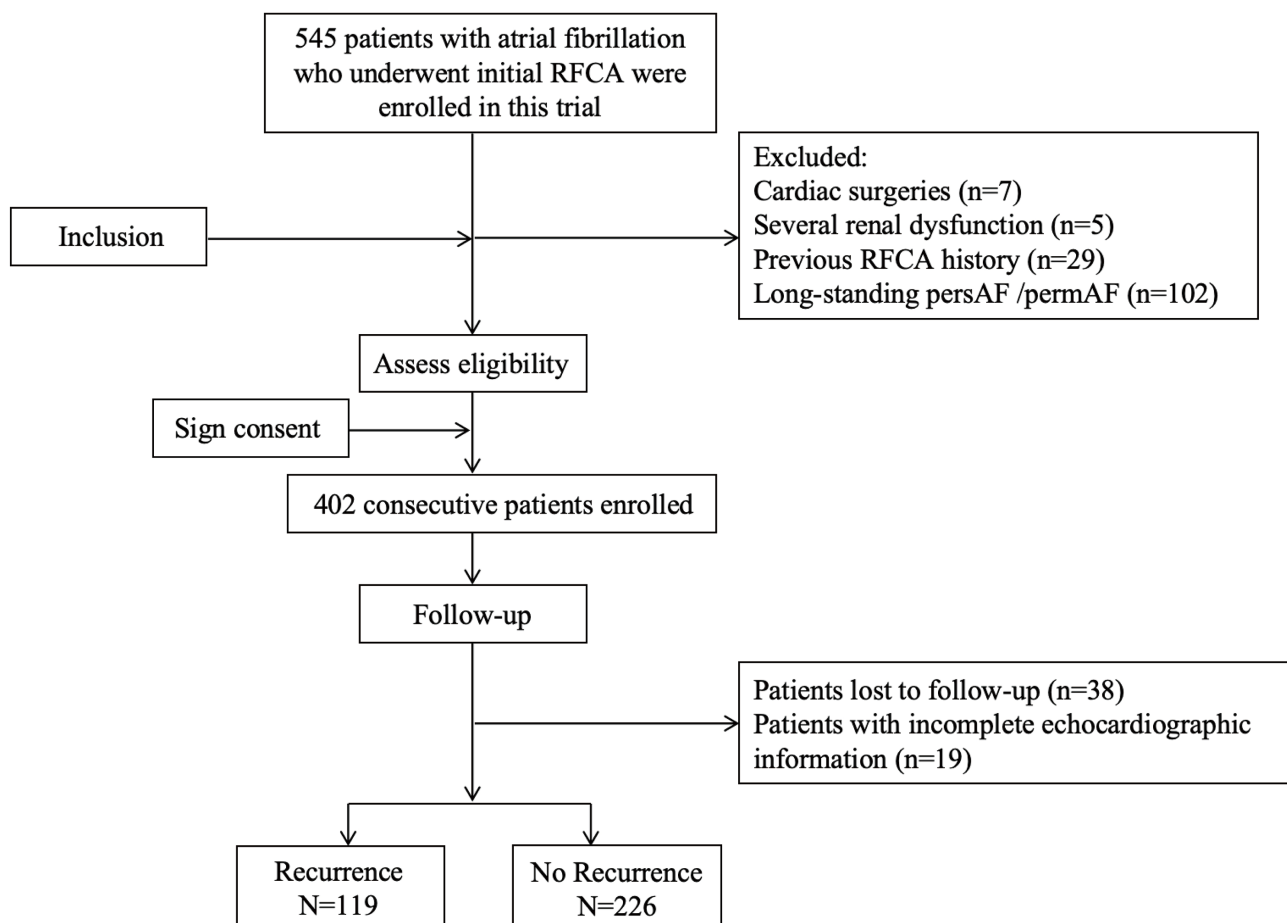 545 patients with atrial fibrillation
who underwent initial RFCA were
enrolled in this trial
Excluded:
Cardiac surgeries (n=7)
Several renal dysfunction (n=5)
Previous RFCA history (n=29)
Long-standing persAF /permAF (n=102)
Inclusion
Assess eligibility
Sign consent
402 consecutive patients enrolled
Follow-up
Patients lost to follow-up (n=38)
Patients with incomplete echocardiographic
information (n=19)
Recurrence
N=119
No Recurrence
N=226